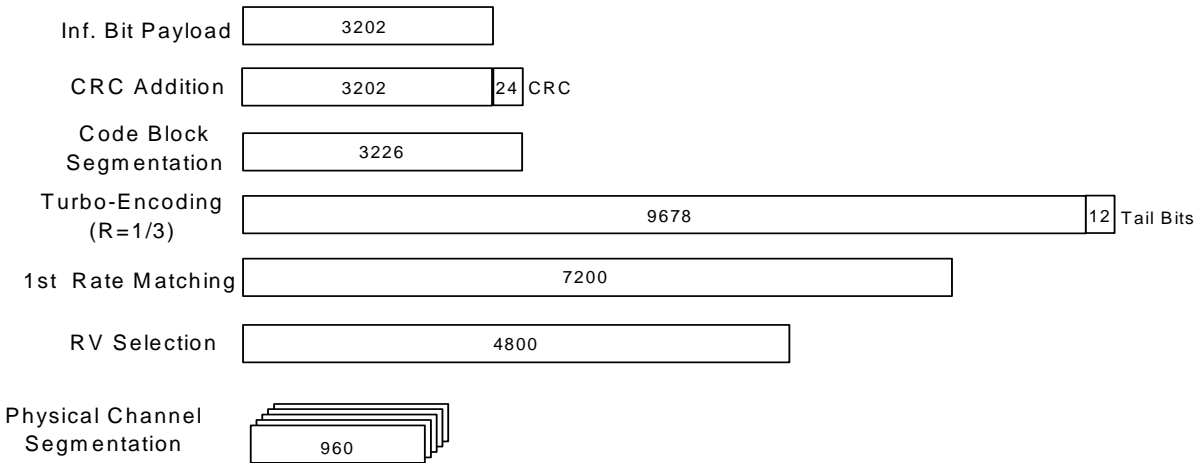 Inf. Bit Payload 3202
CRC Addition 3202 24 CRC
Code Block
Segmentation 3226
Turbo-Encoding
(R=1/3) 9678 12 Tail Bits
1st Rate Matching 7200
RV Selection 4800
Physical Channel
Segmentation 960